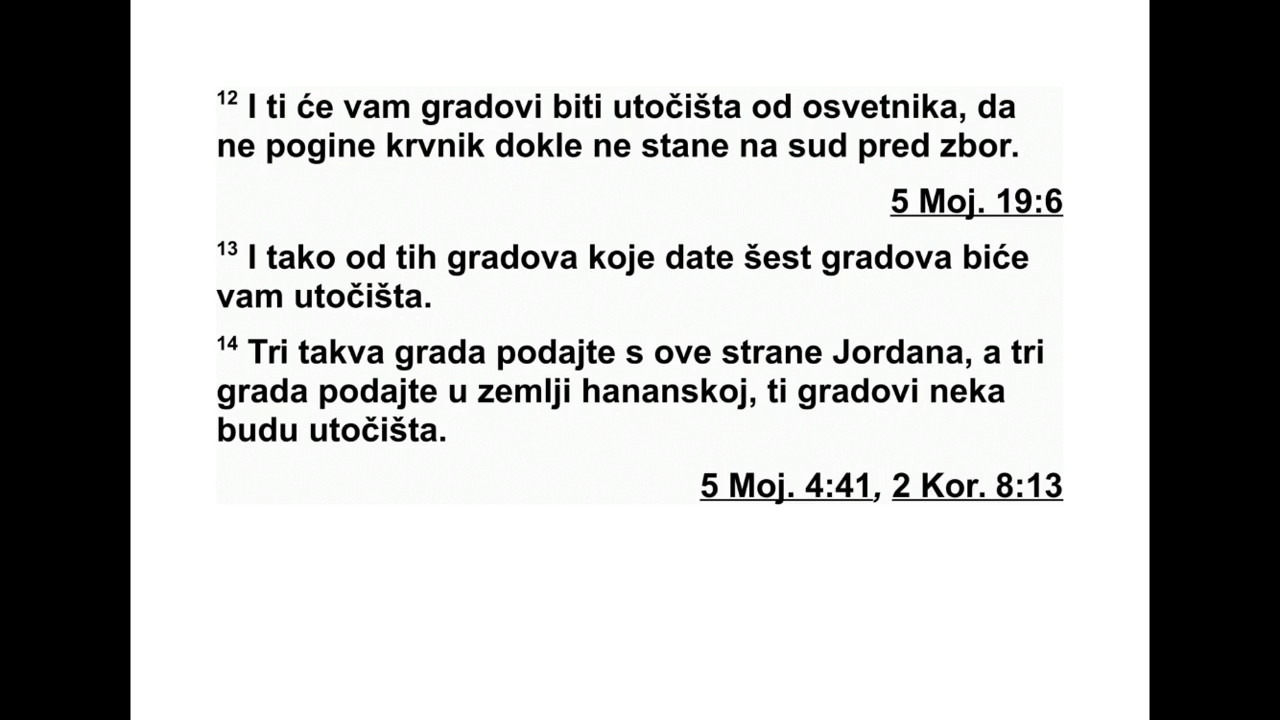 12 I ti će vam gradovi biti utočišta od osvetnika, da
ne pogine krvnik dokle ne stane na sud pred zbor.
5 Moj. 19:6
13 I tako od tih gradova koje date šest gradova biće
vam utočišta.
14 Tri takva grada podajte s ove strane Jordana, a tri
grada podajte u zemlji hananskoj, ti gradovi neka
budu utočišta.
5 Moj. 4:41, 2 Kor. 8:13